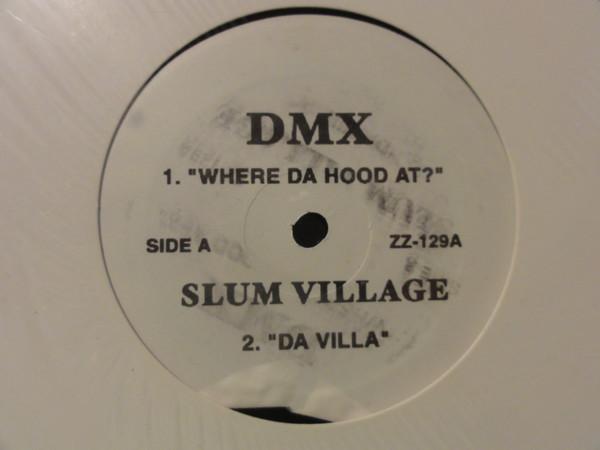 DMX
1. "WHERE DA HOOD AT?"
SIDE A ZZ-129A
SLUM VILLAGE
2. "DA VILLA"